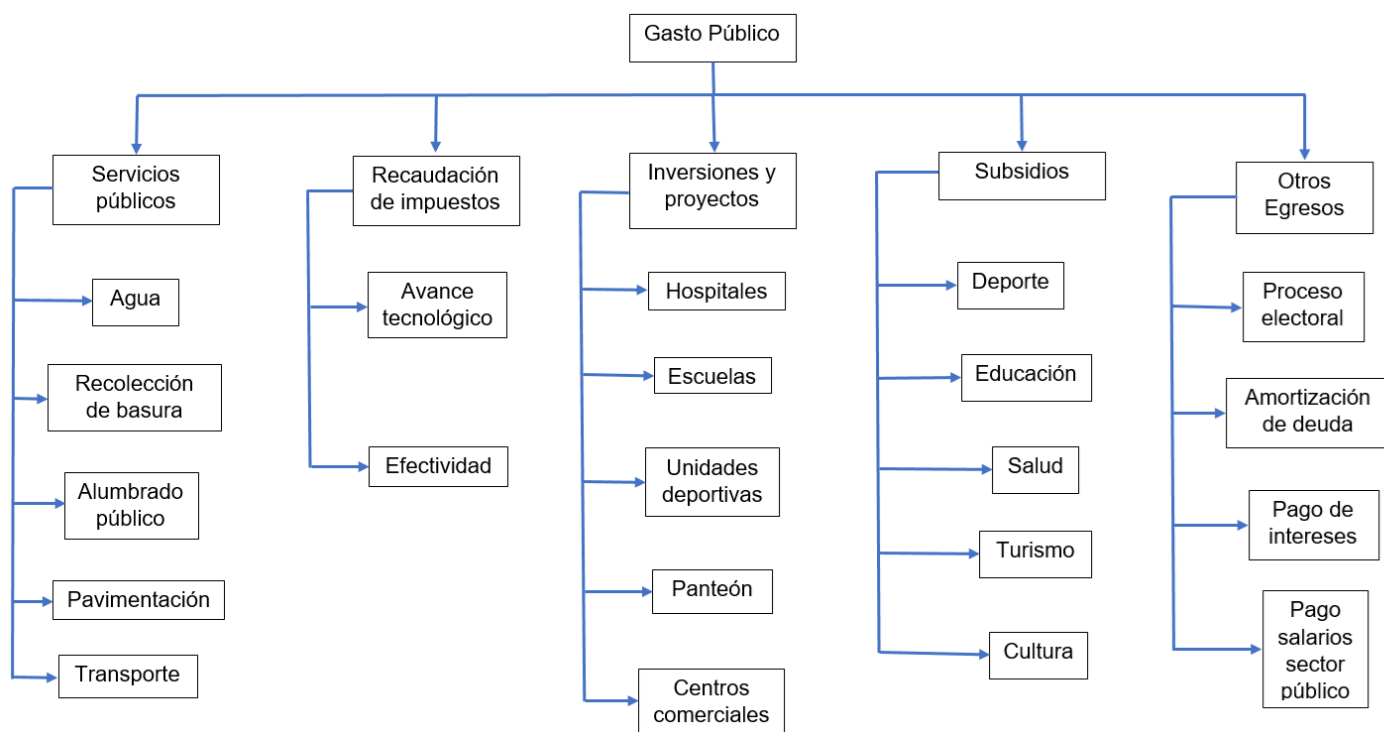 Gasto Público
Servicios
públicos
Agua
Recolección
de basura
Alumbrado
público
Pavimentación
Transporte
Recaudación
de impuestos
Avance
tecnológico
Efectividad
Inversiones y
proyectos
Hospitales
Escuelas
Unidades
deportivas
Panteón
Centros
comerciales
Subsidios
Deporte
Educación
Salud
Turismo
Cultura
Otros
Egresos
Proceso
electoral
Amortización
de deuda
Pago de
intereses
Pago
salarios
sector
público